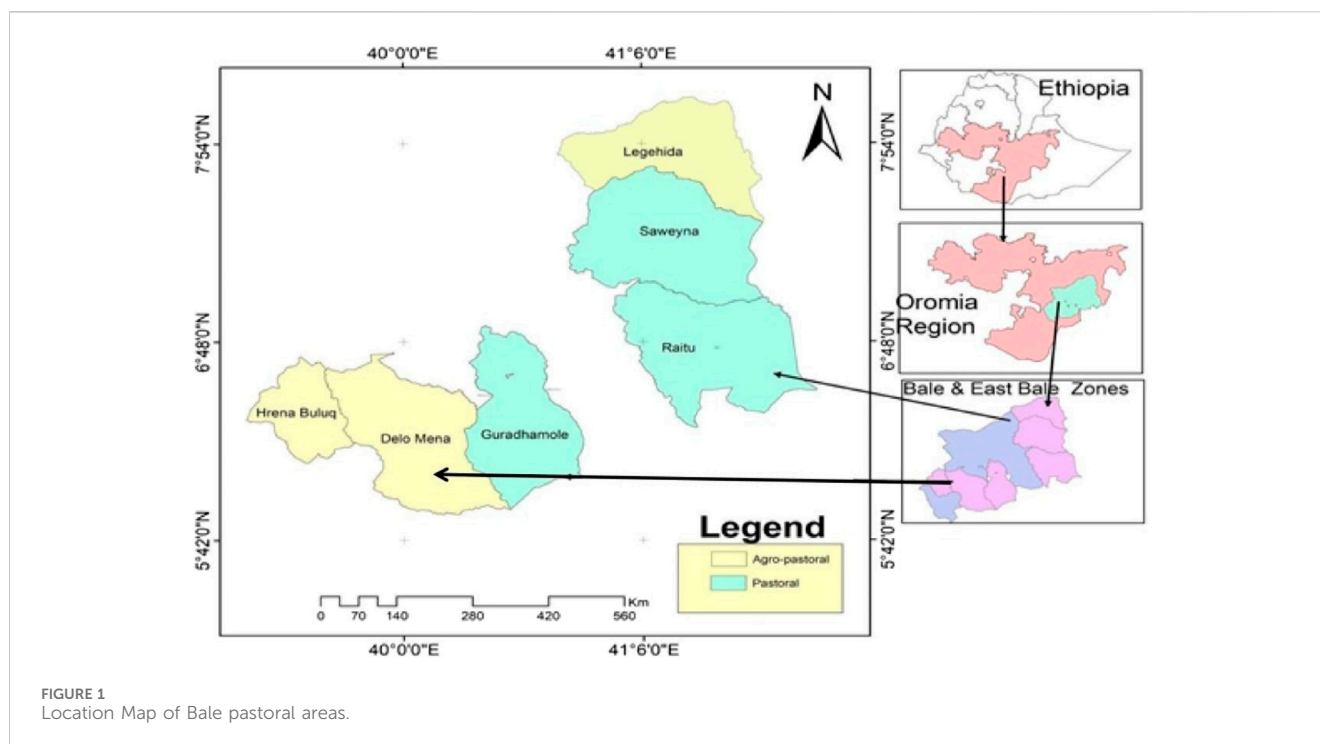 40°0'0"E
41°6'0"E
N
7°54'0"N
7°54'0"N
6°48'0"N
6°48'0"N
5°42'0"N
5°42'0"N
Legehida
Saweyna
Raitu
Hrena Buluq
Delo Mena
Guradhamole
Legend
Agro-pastoral
Pastoral
Km
0 70 140 280 420 560
40°0'0"E
41°6'0"E
Ethiopia
Oromia
Region
Bale & East Bale Zones
FIGURE 1
Location Map of Bale pastoral areas.